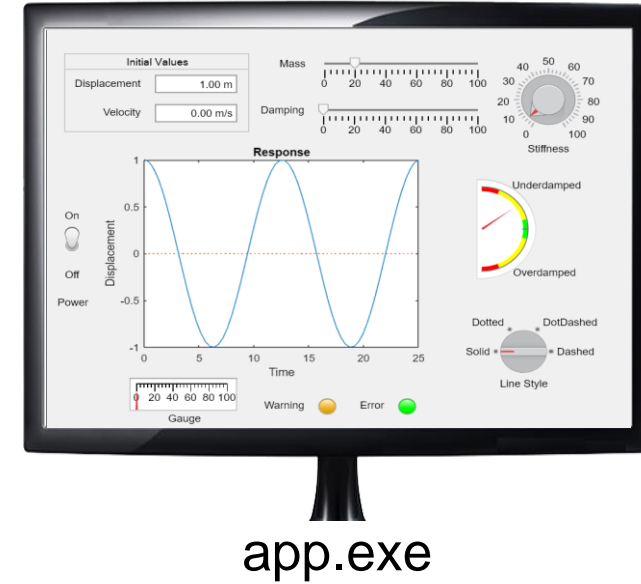 Initial Values
Displacement 1.00 m
Velocity 0.00 m/s
Mass
0 20 40 60 80 100
Damping
0 20 40 60 80 100
0 10 20 30 40 50 60 70 80 90 100
Stiffness
Response
Displacement
1
0.5
0
-0.5
-1
0 5 10 15 20 25
Time
On
Off
Power
Underdamped
Overdamped
Dotted DotDashed
Solid Dashed
Line Style
0 20 40 60 80 100
Gauge
Warning Error
app.exe